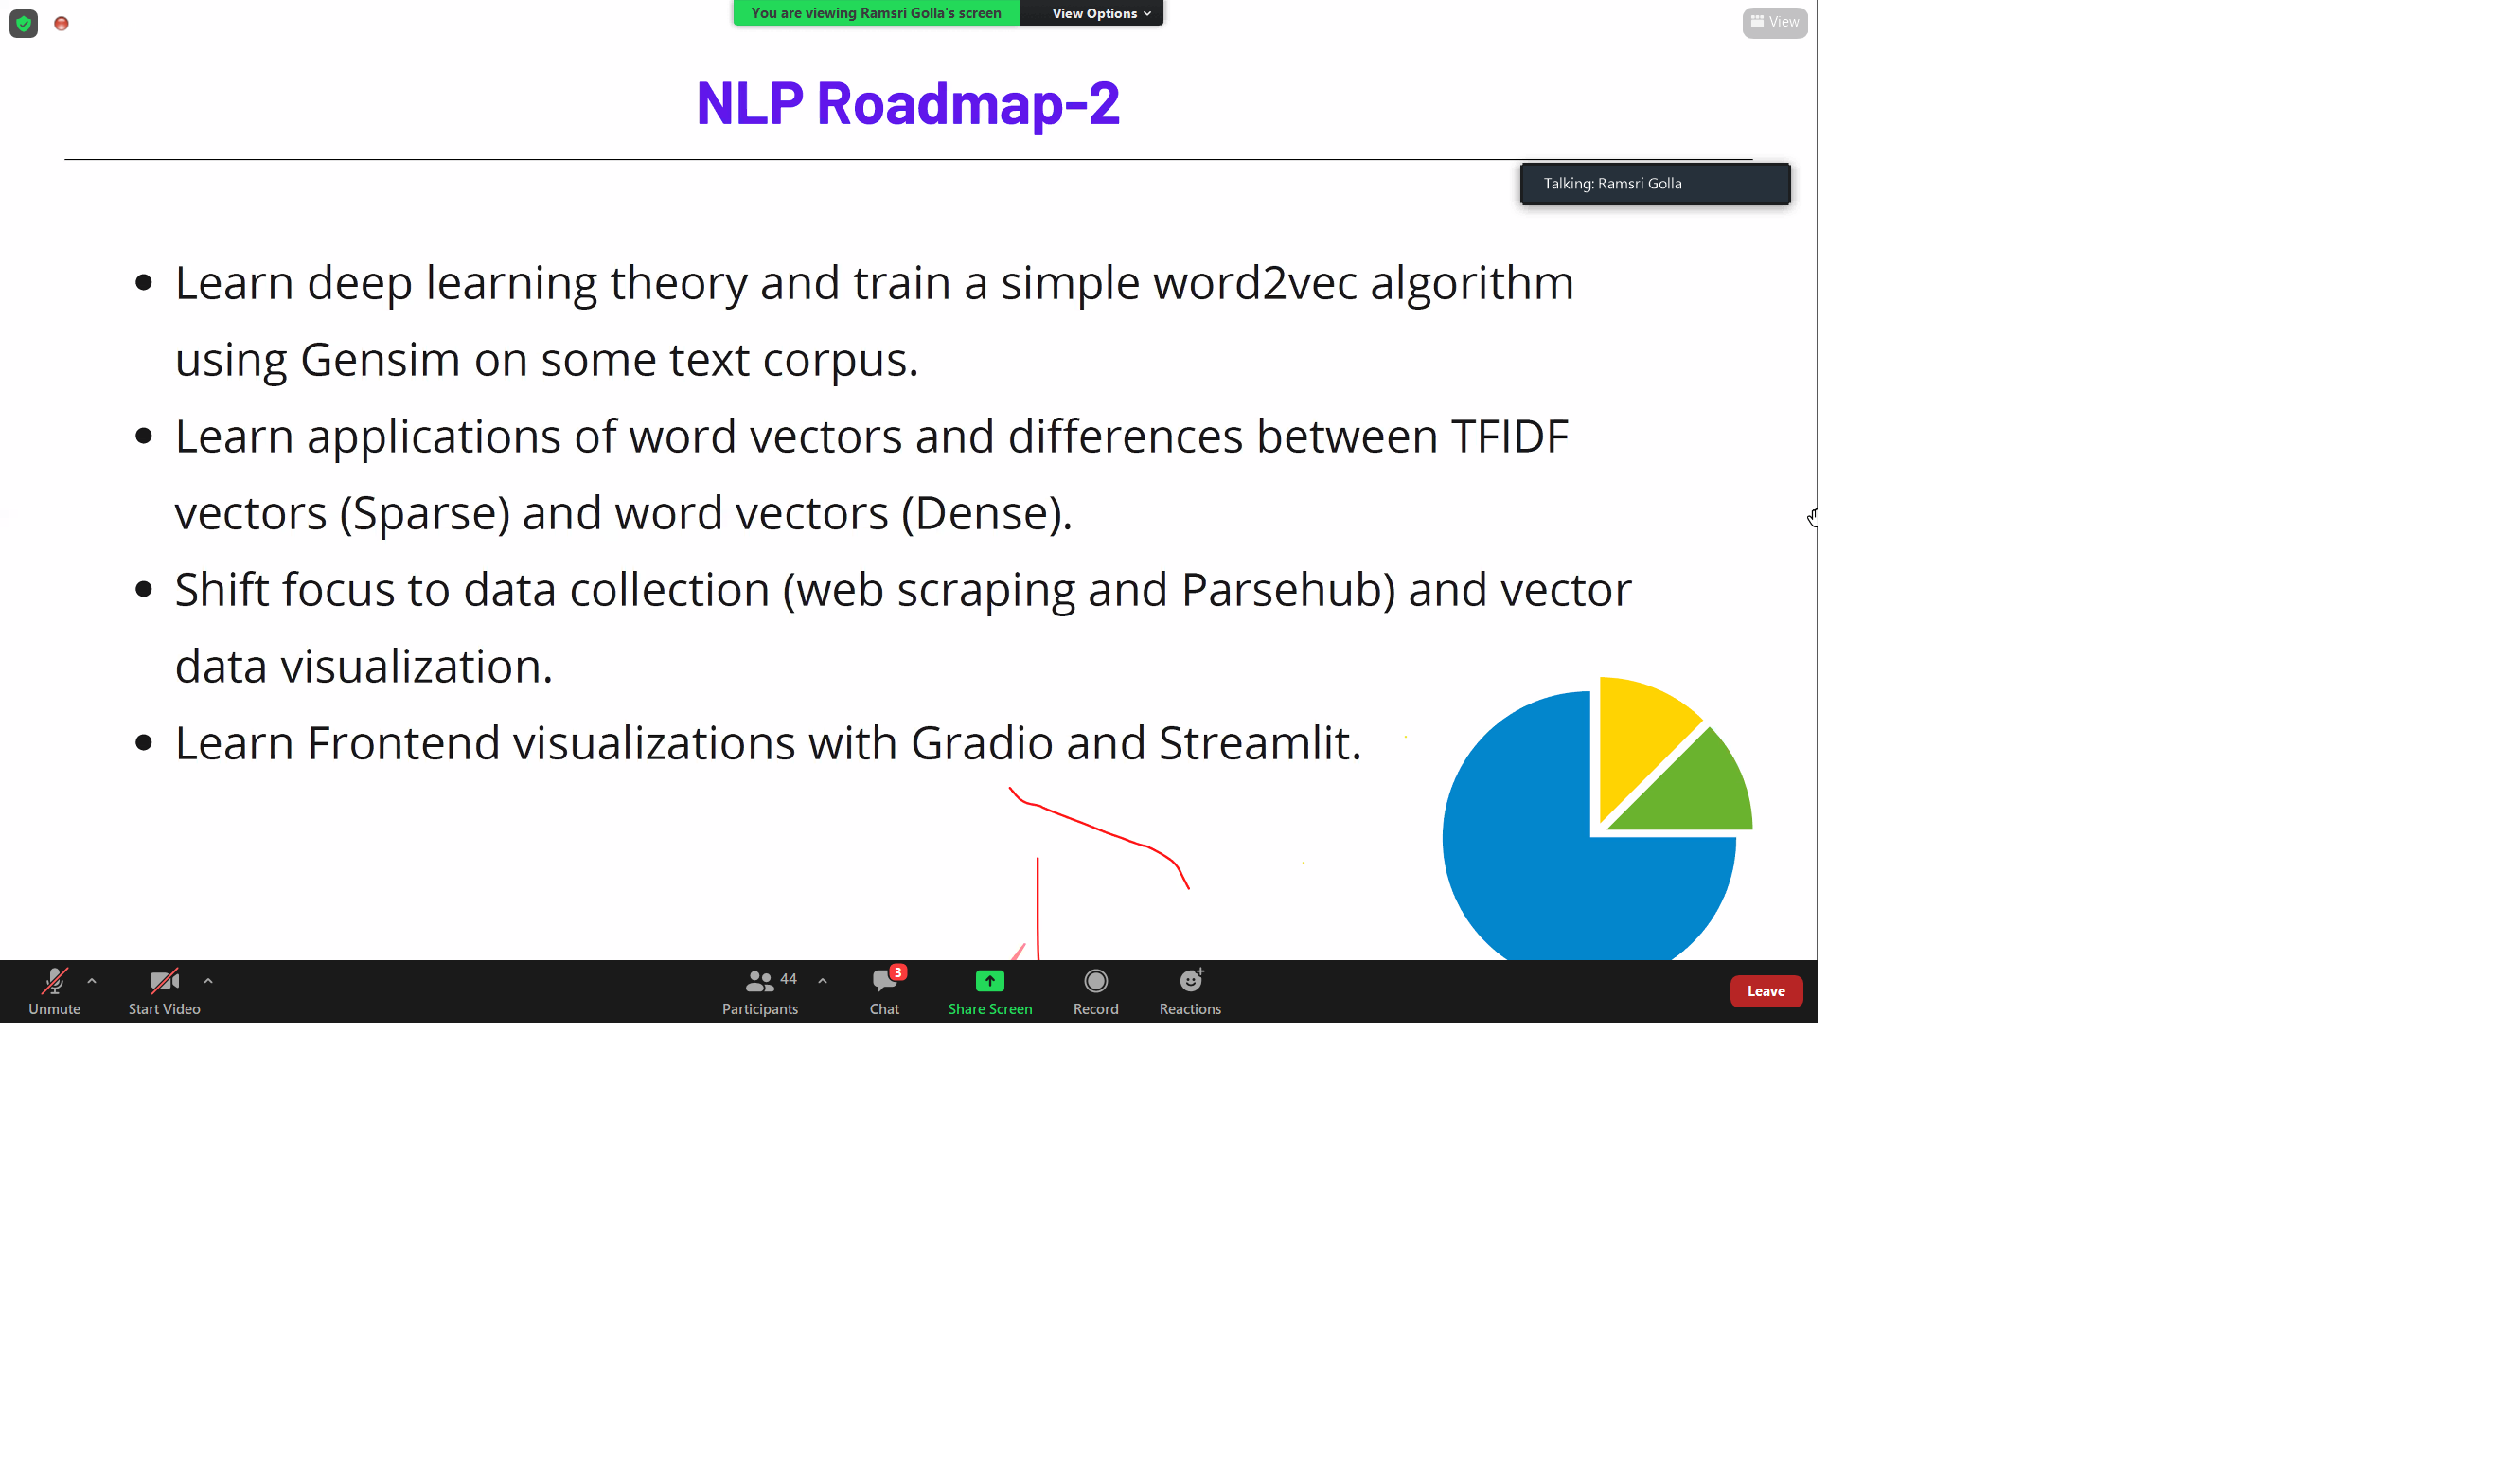 You are viewing Ramsri Golla's screen View Options
View
NLP Roadmap-2
Talking: Ramsri Golla
• Learn deep learning theory and train a simple word2vec algorithm
using Gensim on some text corpus.
• Learn applications of word vectors and differences between TFIDF
vectors (Sparse) and word vectors (Dense).
• Shift focus to data collection (web scraping and Parsehub) and vector
data visualization.
• Learn Frontend visualizations with Gradio and Streamlit.
44 3
Unmute Start Video Participants Chat Share Screen Record Reactions Leave